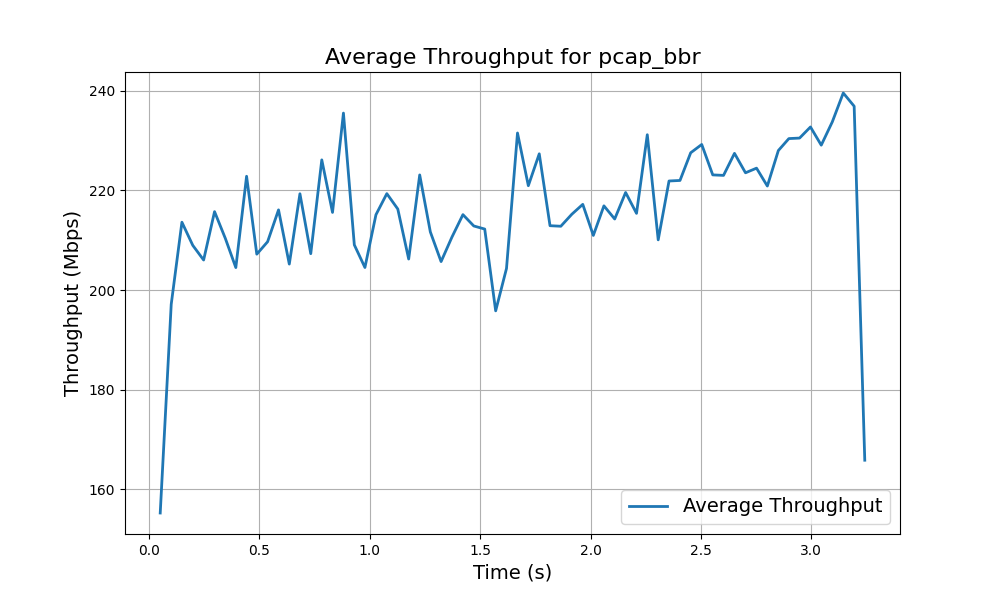 Average Throughput for pcap_bbr
240
220
200
180
160
Throughput (Mbps)
0.0 0.5 1.0 1.5 2.0 2.5 3.0
Time (s)
Average Throughput